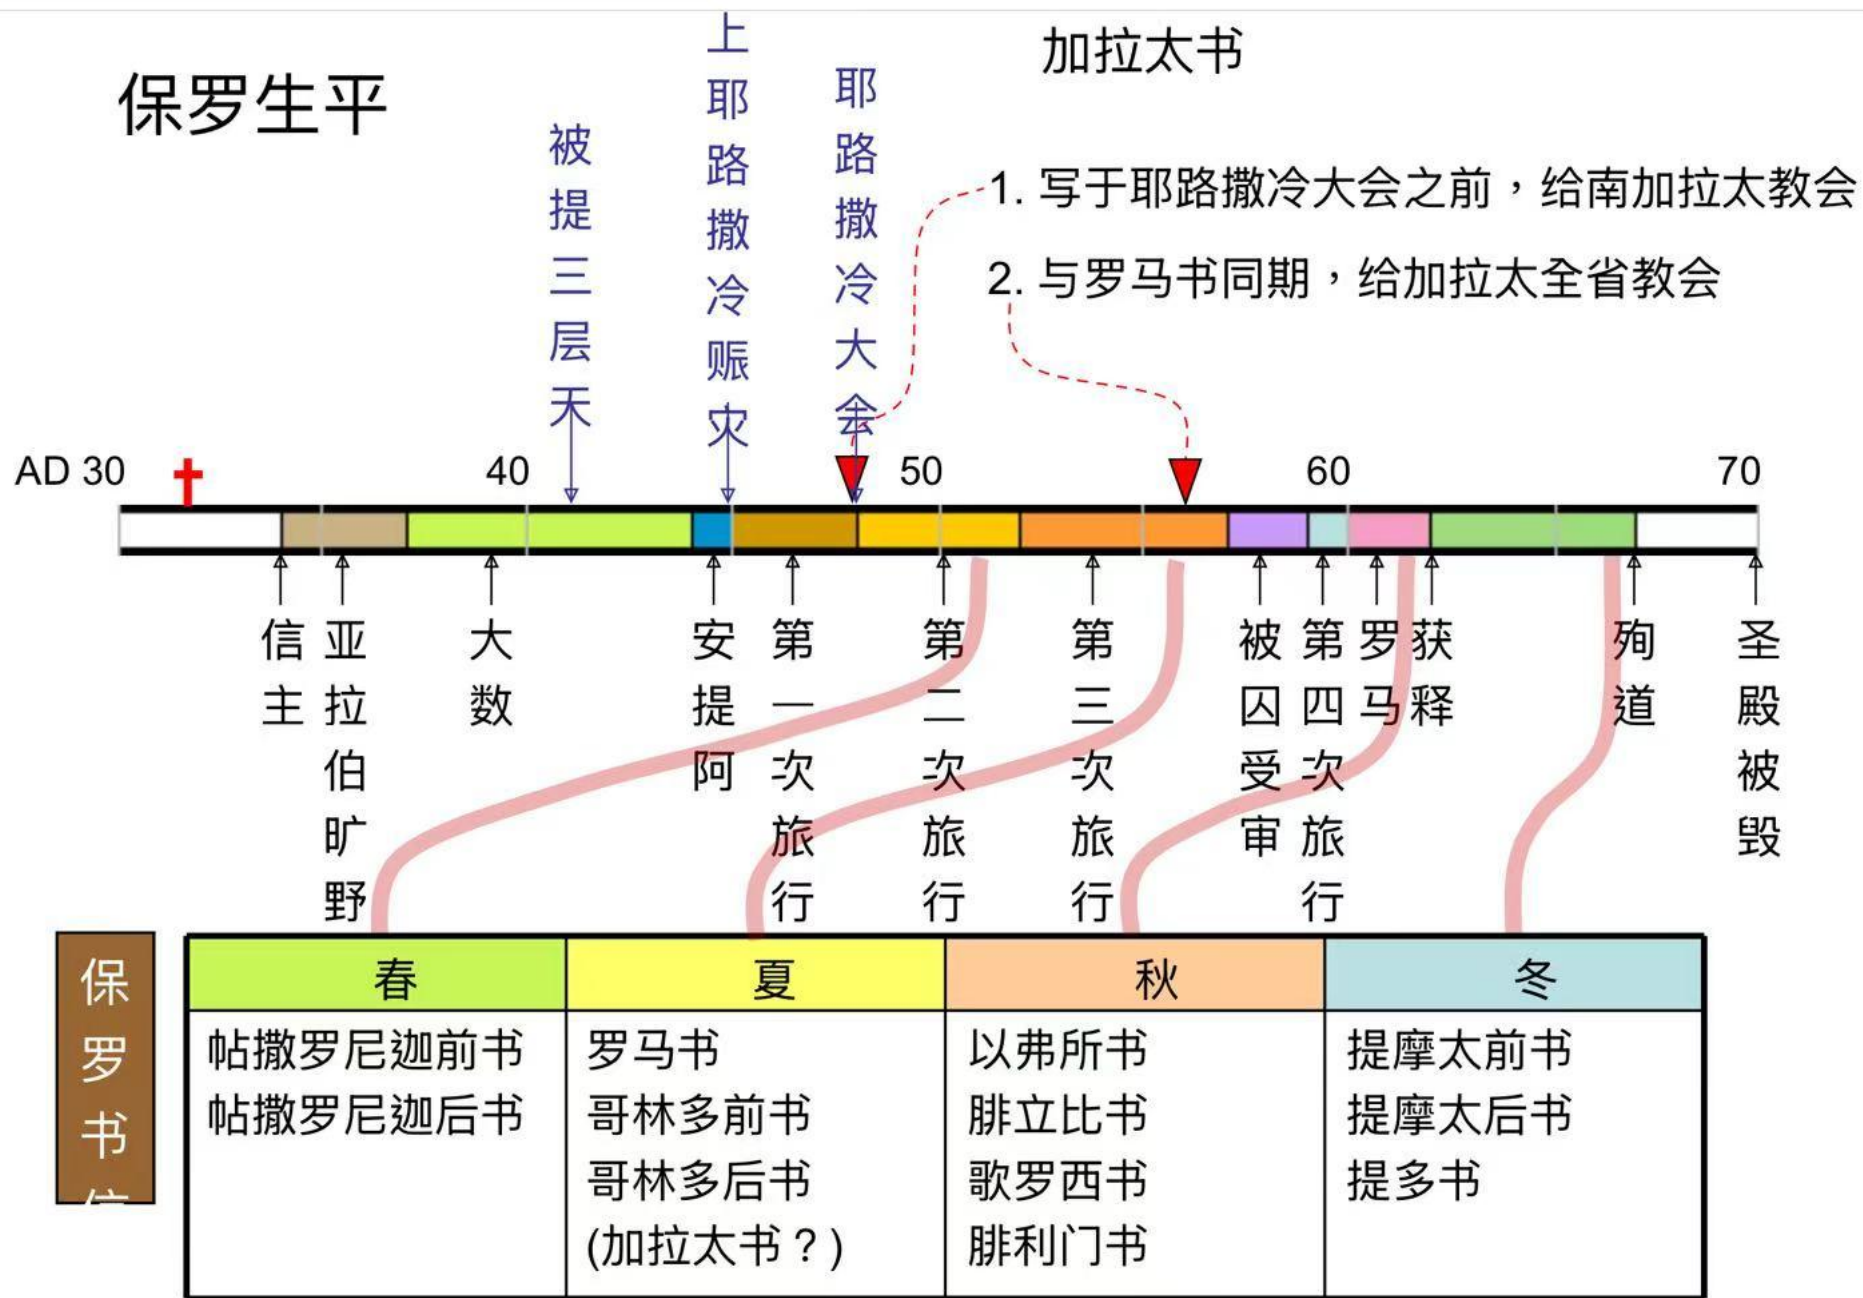 保罗生平
加拉太书
1. 写于耶路撒冷大会之前，给南加拉太教会
2. 与罗马书同期，给加拉太全省教会
被提三层天
上耶路撒冷赈灾
耶路撒冷大会
AD 30
40
50
60
70
信主
亚拉伯旷野
大数
安提阿
第一次旅行
第二次旅行
第三次旅行
被囚受审
第四次旅行
罗马
获释
殉道
圣殿被毁
保罗书信
春
夏
秋
冬
帖撒罗尼迦前书
帖撒罗尼迦后书
罗马书
哥林多前书
哥林多后书
(加拉太书？)
以弗所书
腓立比书
歌罗西书
腓利门书
提摩太前书
提摩太后书
提多书